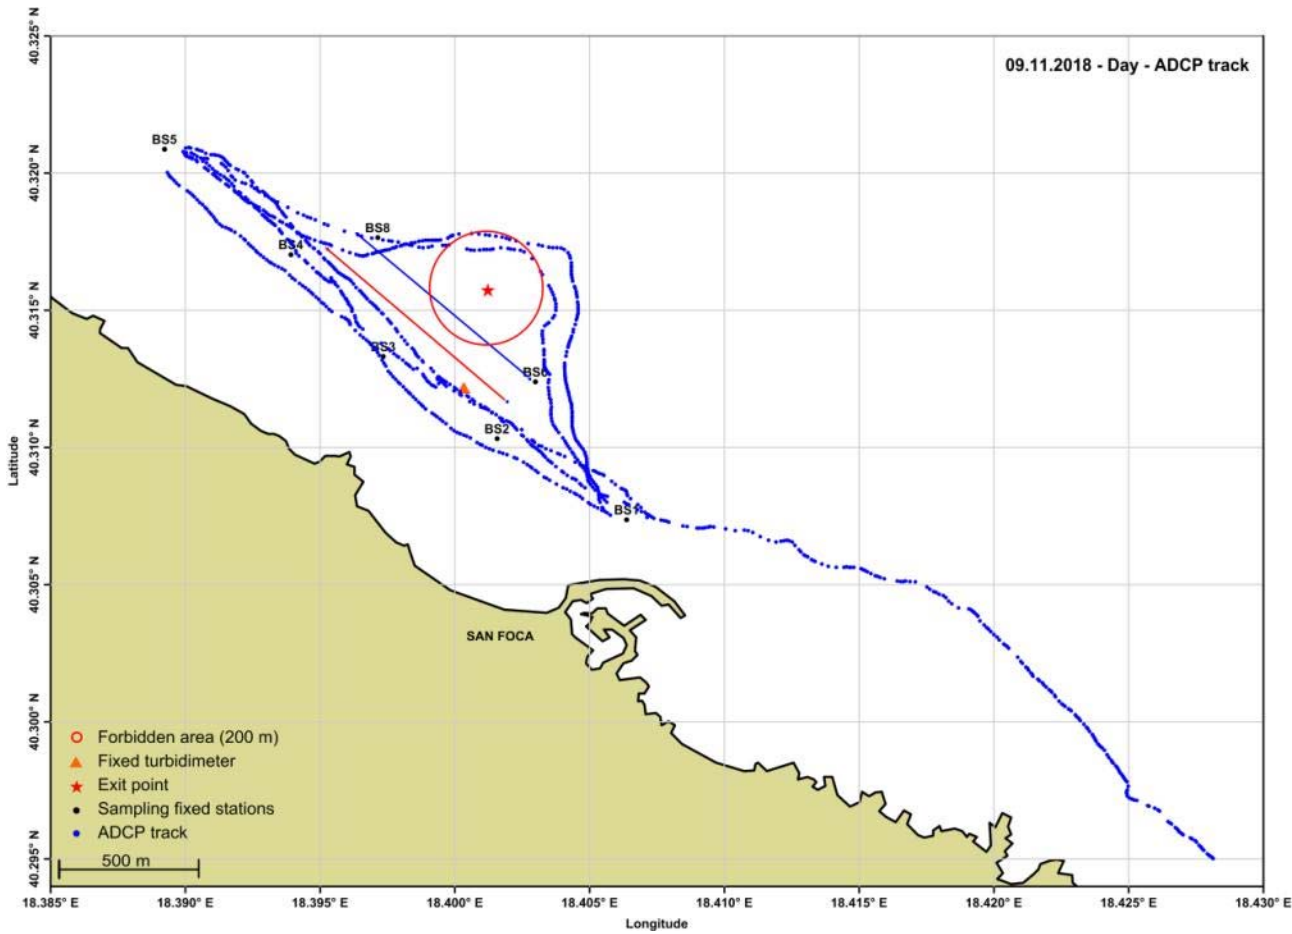 09.11.2018 - Day - ADCP track
BS5
BS8
BS4
BS3
BS6
BS2
BS1
SAN FOCA
Forbidden area (200 m)
Fixed turbidimeter
Exit point
Sampling fixed stations
ADCP track
500 m
40.325° N
40.320° N
40.315° N
40.310° N
40.305° N
40.300° N
40.295° N
Latitude
18.385° E
18.390° E
18.395° E
18.400° E
18.405° E
18.410° E
18.415° E
18.420° E
18.425° E
18.430° E
Longitude